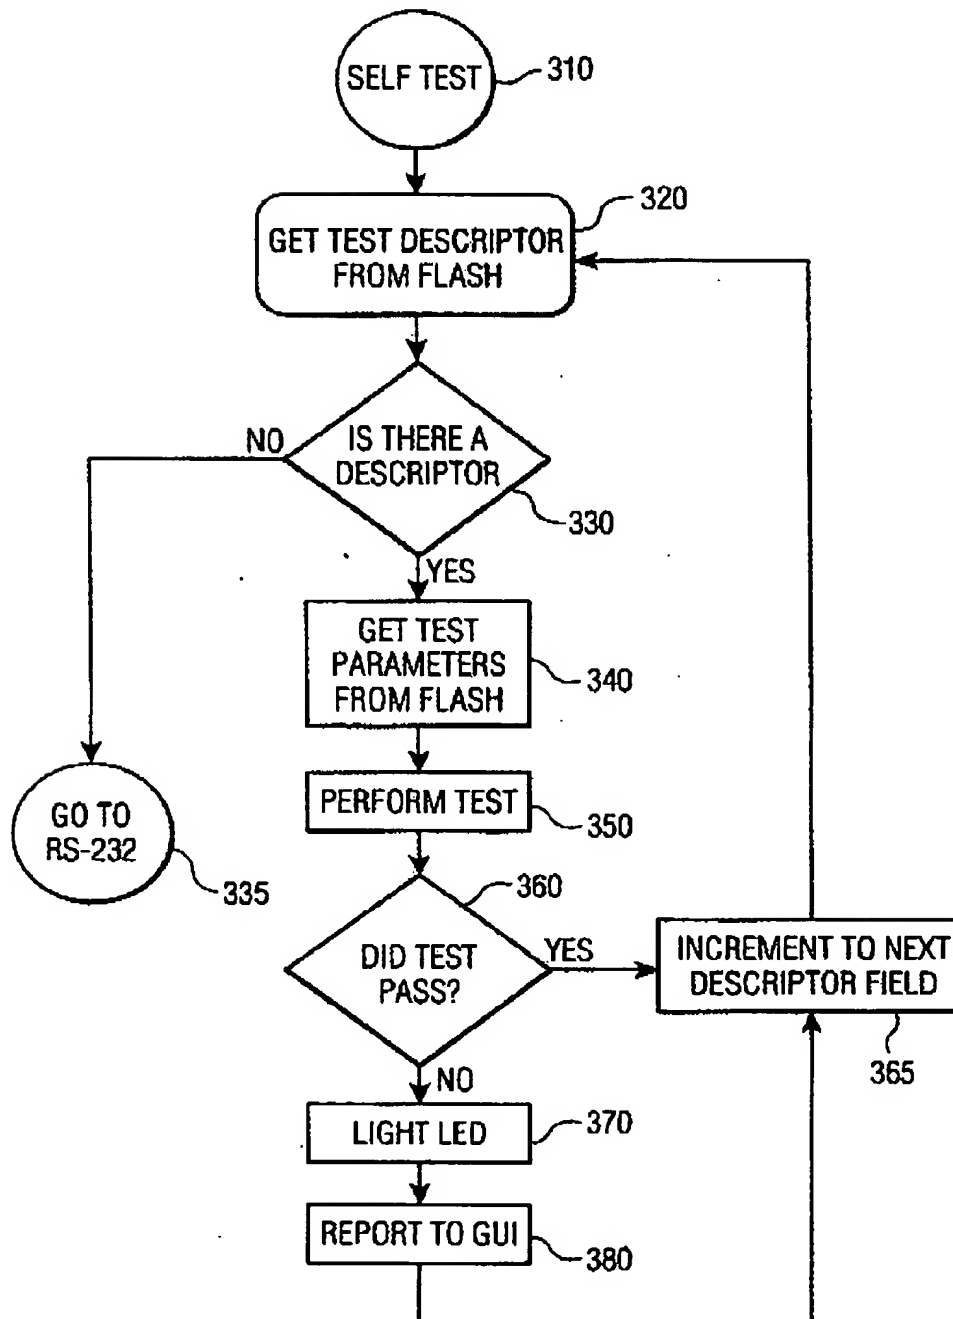 SELF TEST
310
320
GET TEST DESCRIPTOR
FROM FLASH
NO
IS THERE A
DESCRIPTOR
330
YES
GET TEST
PARAMETERS
FROM FLASH
340
GO TO
RS-232
335
PERFORM TEST
350
360
DID TEST
PASS?
YES
INCREMENT TO NEXT
DESCRIPTOR FIELD
365
NO
LIGHT LED
370
REPORT TO GUI
380